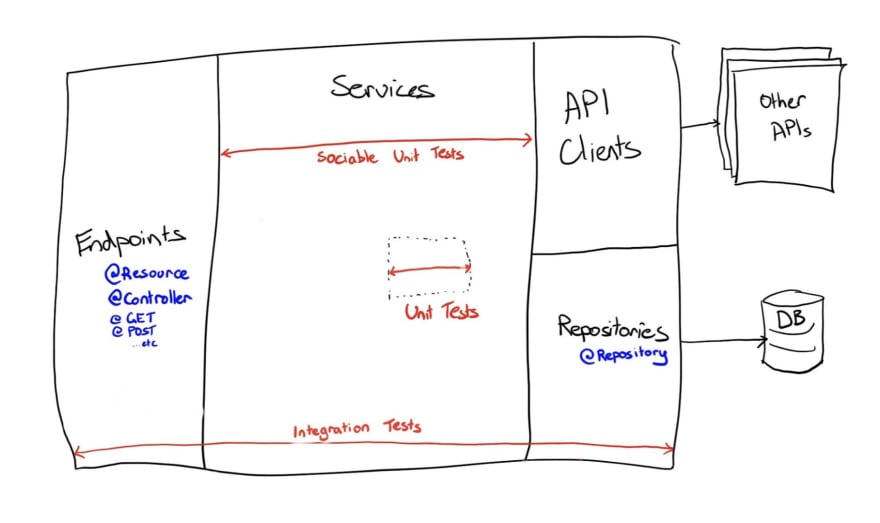 Services
Sociable Unit Tests
API
Clients
Other
APIs
Endpoints
@Resource
@Controller
@GET
@POST
...etc
Unit Tests
Repositories
@Repository
DB
Integration Tests